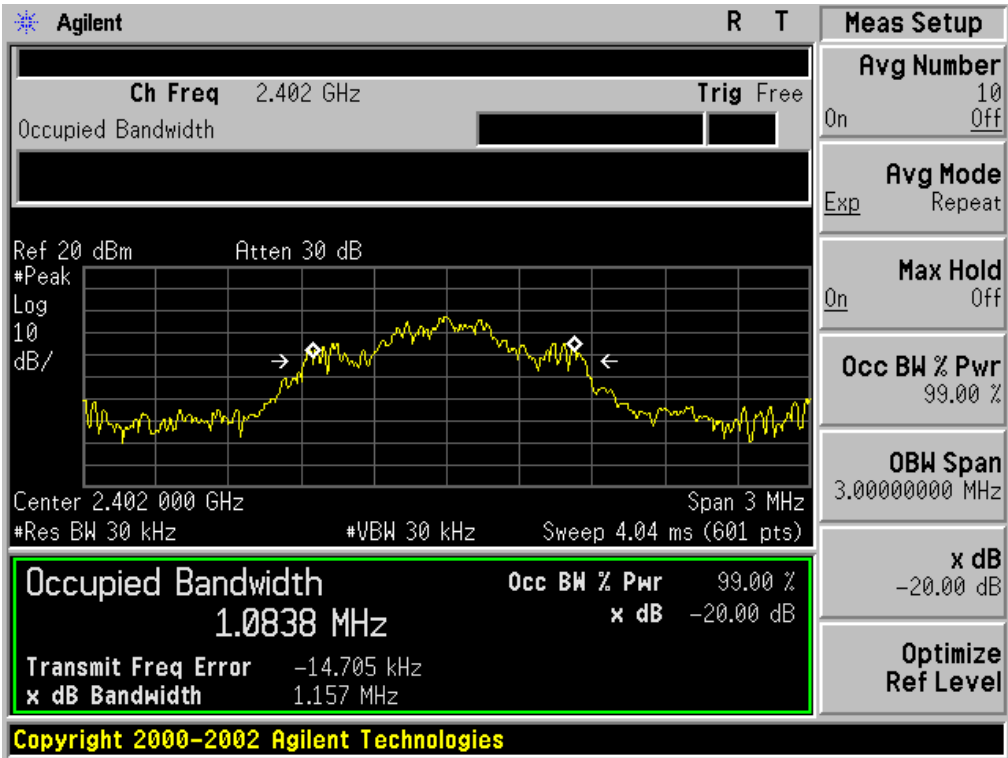 Agilent R T
Ch Freq 2.402 GHz Trig Free
Occupied Bandwidth
Ref 20 dBm Atten 30 dB
#Peak
Log
10
dB/
Center 2.402 000 GHz Span 3 MHz
#Res BW 30 kHz #VBW 30 kHz Sweep 4.04 ms (601 pts)
Occupied Bandwidth Occ BW % Pwr 99.00 %
1.0838 MHz x dB -20.00 dB
Transmit Freq Error -14.705 kHz
x dB Bandwidth 1.157 MHz
Copyright 2000-2002 Agilent Technologies
Meas Setup
Avg Number
10
On Off
Avg Mode
Exp Repeat
Max Hold
On Off
Occ BW % Pwr
99.00 %
OBW Span
3.00000000 MHz
x dB
-20.00 dB
Optimize
Ref Level